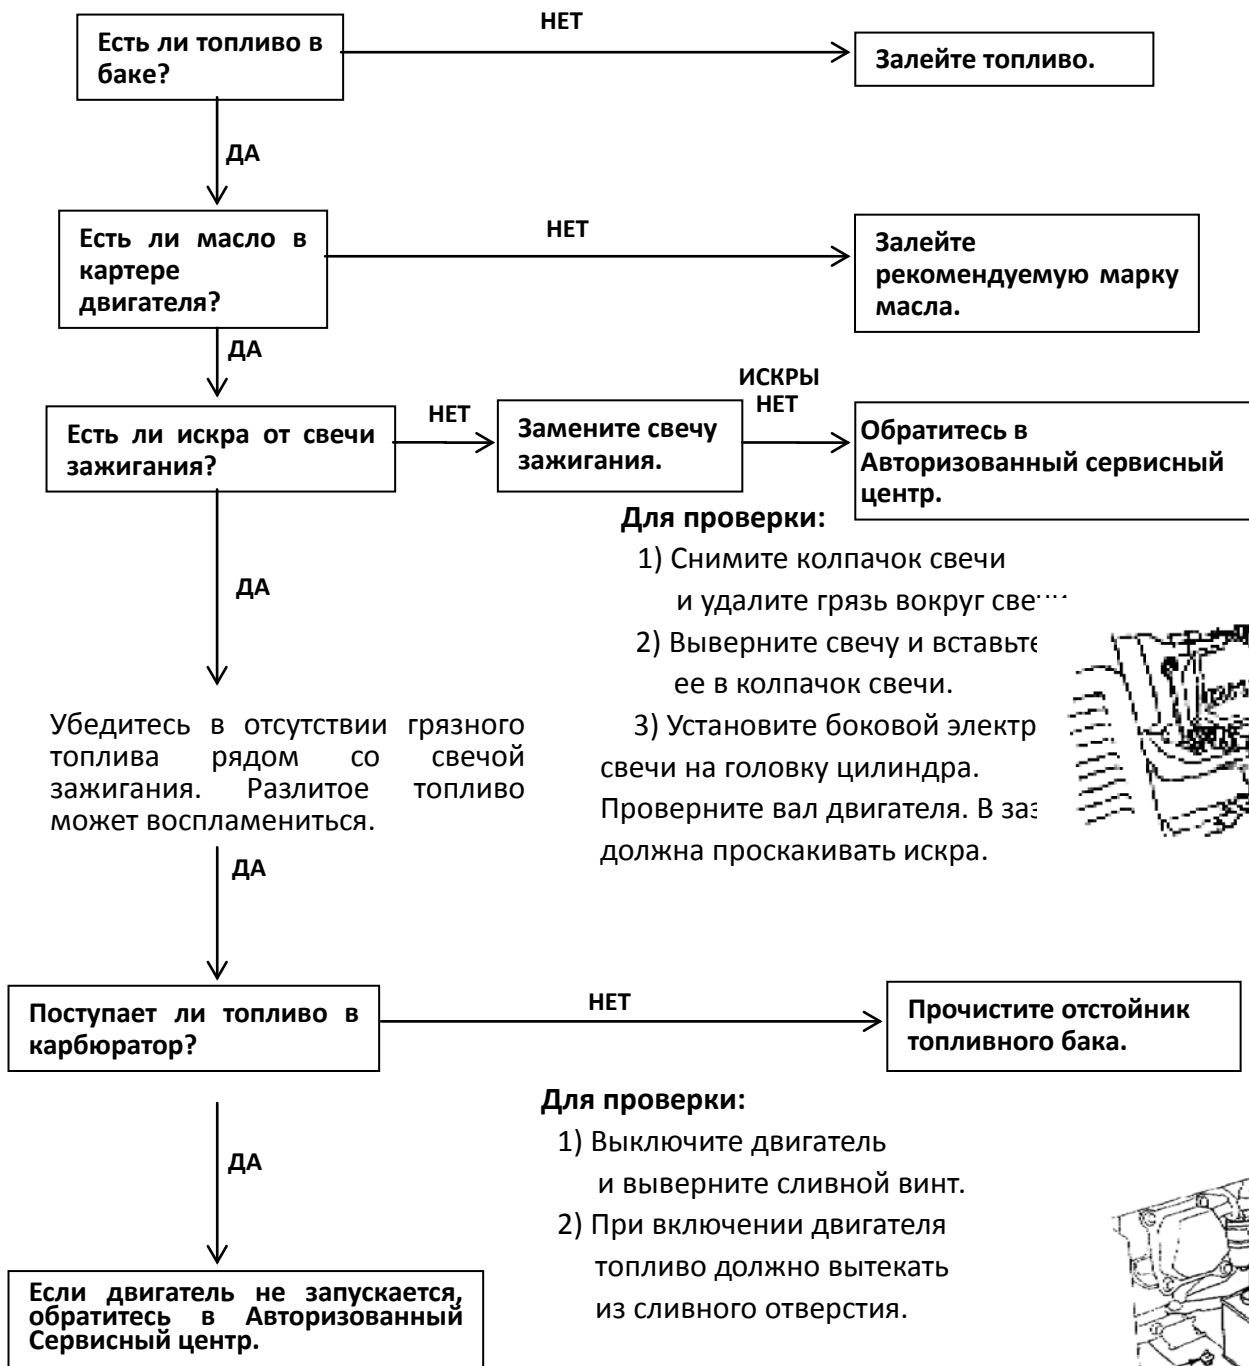 НЕТ
Есть ли топливо в
баке?
Залейте топливо.
ДА
Есть ли масло в
картере
двигателя?
НЕТ
Залейте
рекомендуемую марку
масла.
ДА
Есть ли искра от свечи
зажигания?
НЕТ
Замените свечу
зажигания.
ИСКРЫ
НЕТ
Обратитесь в
Авторизованный сервисный
центр.
Для проверки:
1) Снимите колпачок свечи
и удалите грязь вокруг
2) Выверните свечу и вставьте
ее в колпачок свечи.
3) Установите боковой электр
свечи на головку цилиндра.
Проверните вал двигателя. В
должна проскакивать искра.
ДА
Убедитесь в отсутствии грязного
топлива рядом со свечой
зажигания. Разлитое топливо
может воспламениться.
ДА
Поступает ли топливо в
карбюратор?
НЕТ
Прочистите отстойник
топливного бака.
Для проверки:
1) Выключите двигатель
и выверните сливной винт.
2) При включении двигателя
топливо должно вытекать
из сливного отверстия.
ДА
Если двигатель не запускается,
обратитесь в Авторизованный
Сервисный центр.